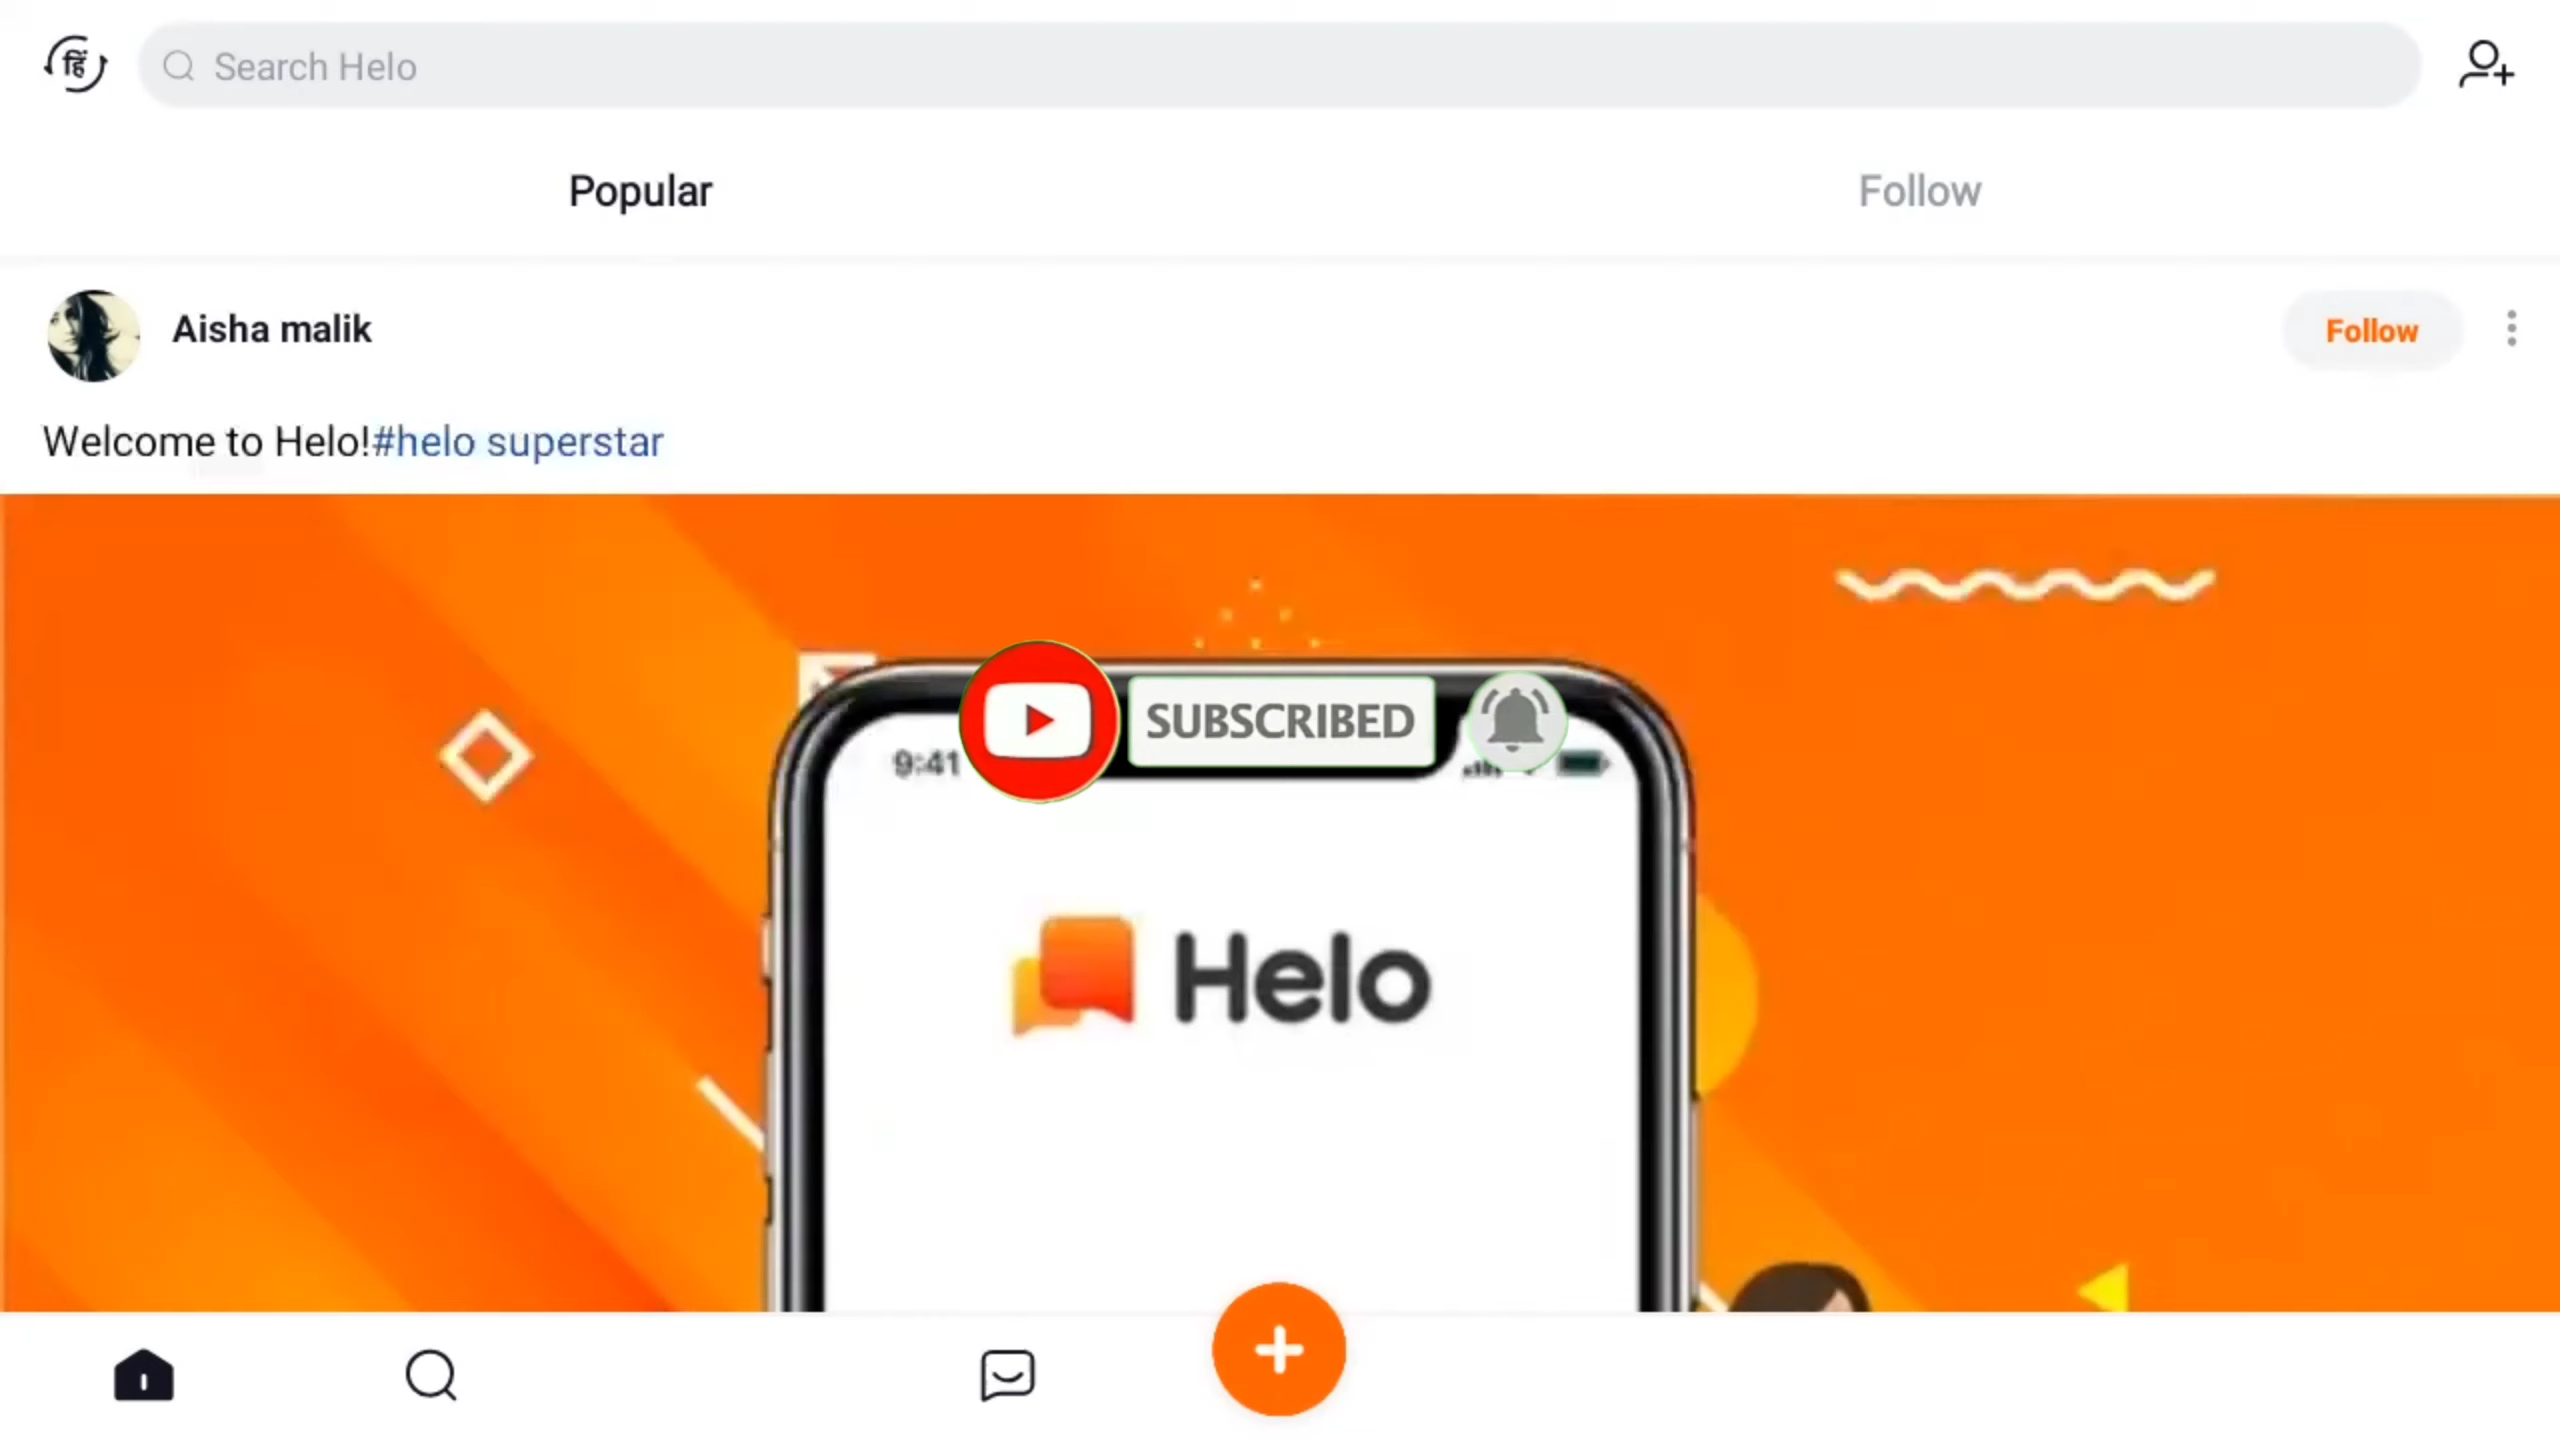 हिं
Search Helo
Popular
Follow
Aisha malik
Follow
Welcome to Helo!#helo superstar
SUBSCRIBED
9:41
Helo